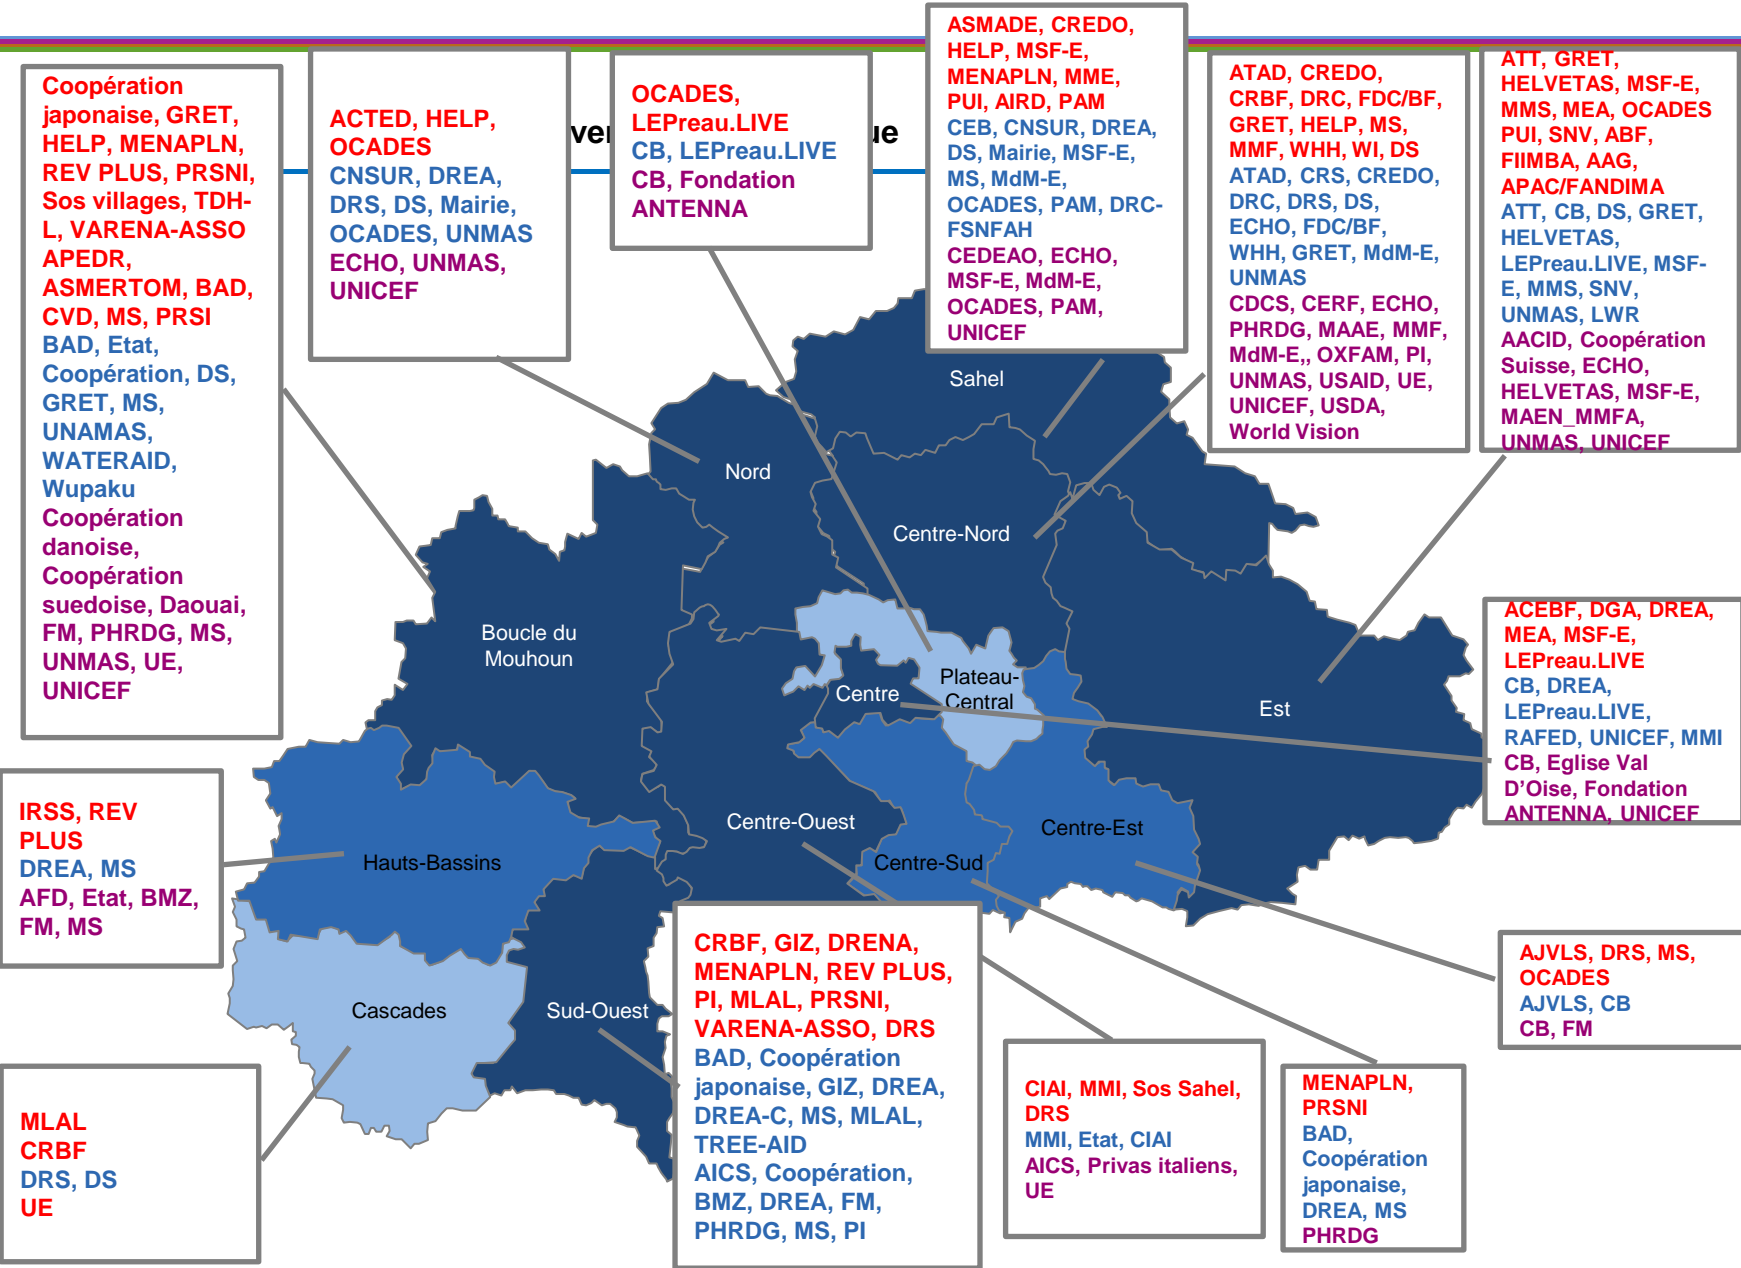 Coopération
japonaise, GRET,
HELP, MENAPLN,
REV PLUS, PRSNI,
Sos villages, TDH-
L, VARENA-ASSO
APEDR,
ASMERTOM, BAD,
CVD, MS, PRSI
BAD, Etat,
Coopération, DS,
GRET, MS,
UNAMAS,
WATERAID,
Wupaku
Coopération
danoise,
Coopération
suedoise, Daouai,
FM, PHRDG, MS,
UNMAS, UE,
UNICEF
ACTED, HELP,
OCADES
CNSUR, DREA,
DRS, DS, Mairie,
OCADES, UNMAS
ECHO, UNMAS,
UNICEF
OCADES,
LEPreau.LIVE
CB, LEPreau.LIVE
CB, Fondation
ANTENNA
ASMADE, CREDO,
HELP, MSF-E,
MENAPLN, MME,
PUI, AIRD, PAM
CEB, CNSUR, DREA,
DS, Mairie, MSF-E,
MS, MdM-E,
OCADES, PAM, DRC-
FSNFAH
CEDEAO, ECHO,
MSF-E, MdM-E,
OCADES, PAM,
UNICEF
ATAD, CREDO,
CRBF, DRC, FDC/BF,
GRET, HELP, MS,
MMF, WHH, WI, DS
ATAD, CRS, CREDO,
DRC, DRS, DS,
ECHO, FDC/BF,
WHH, GRET, MdM-E,
UNMAS
CDCS, CERF, ECHO,
PHRDG, MAAE, MMF,
MdM-E,, OXFAM, PI,
UNMAS, USAID, UE,
UNICEF, USDA,
World Vision
ATT, GRET,
HELVETAS, MSF-E,
MMS, MEA, OCADES
PUI, SNV, ABF,
FIIMBA, AAG,
APAC/FANDIMA
ATT, CB, DS, GRET,
HELVETAS,
LEPreau.LIVE, MSF-
E, MMS, SNV,
UNMAS, LWR
AACID, Coopération
Suisse, ECHO,
HELVETAS, MSF-E,
MAEN_MMFA,
UNMAS, UNICEF
Sahel
Nord
Centre-Nord
Boucle du
Mouhoun
Plateau-
Central
Centre
Est
Centre-Ouest
Centre-Est
Centre-Sud
Hauts-Bassins
Cascades
Sud-Ouest
ACEBF, DGA, DREA,
MEA, MSF-E,
LEPreau.LIVE
CB, DREA,
LEPreau.LIVE,
RAFED, UNICEF, MMI
CB, Eglise Val
D’Oise, Fondation
ANTENNA, UNICEF
IRSS, REV
PLUS
DREA, MS
AFD, Etat, BMZ,
FM, MS
MLAL
CRBF
DRS, DS
UE
CRBF, GIZ, DRENA,
MENAPLN, REV PLUS,
PI, MLAL, PRSNI,
VARENA-ASSO, DRS
BAD, Coopération
japonaise, GIZ, DREA,
DREA-C, MS, MLAL,
TREE-AID
AICS, Coopération,
BMZ, DREA, FM,
PHRDG, MS, PI
CIAI, MMI, Sos Sahel,
DRS
MMI, Etat, CIAI
AICS, Privas italiens,
UE
MENAPLN,
PRSNI
BAD,
Coopération
japonaise,
DREA, MS
PHRDG
AJVLS, DRS, MS,
OCADES
AJVLS, CB
CB, FM